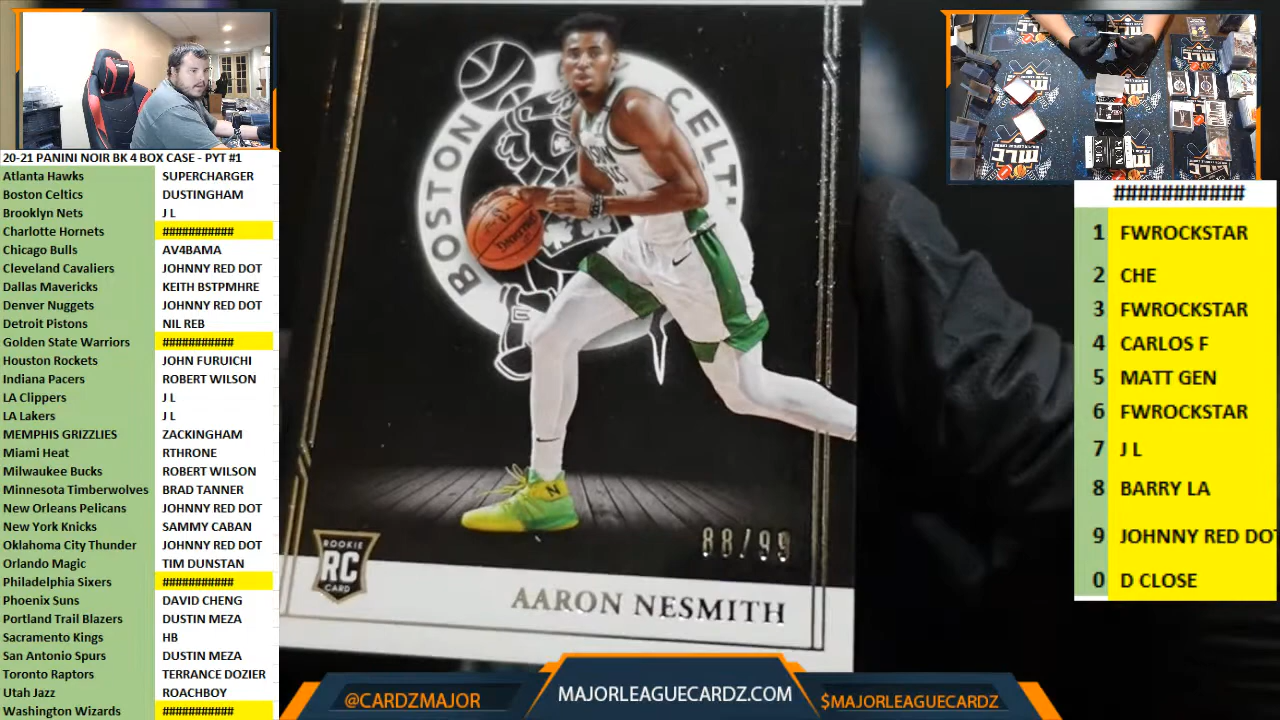 20-21 PANINI NOIR BK 4 BOX CASE - PYT #1
Atlanta Hawks SUPERCHARGER
Boston Celtics DUSTINGHAM
Brooklyn Nets J L
Charlotte Hornets ###########
Chicago Bulls AV4BAMA
Cleveland Cavaliers JOHNNY RED DOT
Dallas Mavericks KEITH BSTPMHRE
Denver Nuggets JOHNNY RED DOT
Detroit Pistons NIL REB
Golden State Warriors ###########
Houston Rockets JOHN FURUICHI
Indiana Pacers ROBERT WILSON
LA Clippers J L
LA Lakers J L
MEMPHIS GRIZZLIES ZACKINGHAM
Miami Heat RTHRONE
Milwaukee Bucks ROBERT WILSON
Minnesota Timberwolves BRAD TANNER
New Orleans Pelicans JOHNNY RED DOT
New York Knicks SAMMY CABAN
Oklahoma City Thunder JOHNNY RED DOT
Orlando Magic TIM DUNSTAN
Philadelphia Sixers ###########
Phoenix Suns DAVID CHENG
Portland Trail Blazers DUSTIN MEZA
Sacramento Kings HB
San Antonio Spurs DUSTIN MEZA
Toronto Raptors TERRANCE DOZIER
Utah Jazz ROACHBOY
Washington Wizards ###########
BOSTON CELT
88/99
ROOKIE
RC
CARD
AARON NESMITH
###########
1 FWROCKSTAR
2 CHE
3 FWROCKSTAR
4 CARLOS F
5 MATT GEN
6 FWROCKSTAR
7 J L
8 BARRY LA
9 JOHNNY RED DOT
0 D CLOSE
@CARDZMAJOR
MAJORLEAGUECARDZ.COM
$MAJORLEAGUECARDZ